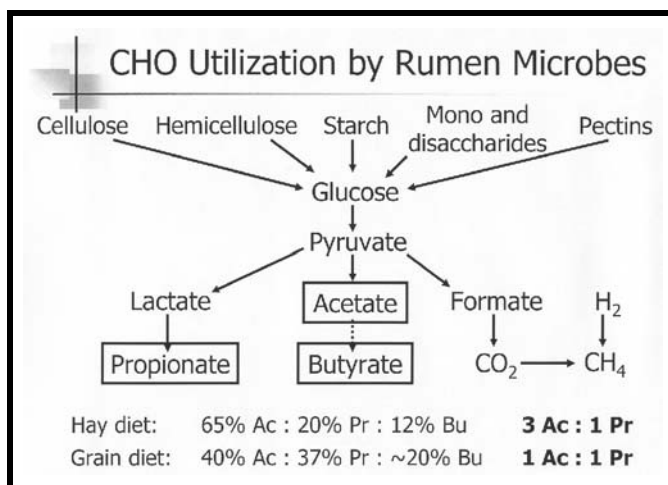 CHO Utilization by Rumen Microbes
Cellulose Hemicellulose Starch Mono and disaccharides Pectins
Glucose
Pyruvate
Lactate Acetate Formate H₂
Propionate Butyrate CO₂ CH₄
Hay diet: 65% Ac : 20% Pr : 12% Bu 3 Ac : 1 Pr
Grain diet: 40% Ac : 37% Pr : ~20% Bu 1 Ac : 1 Pr